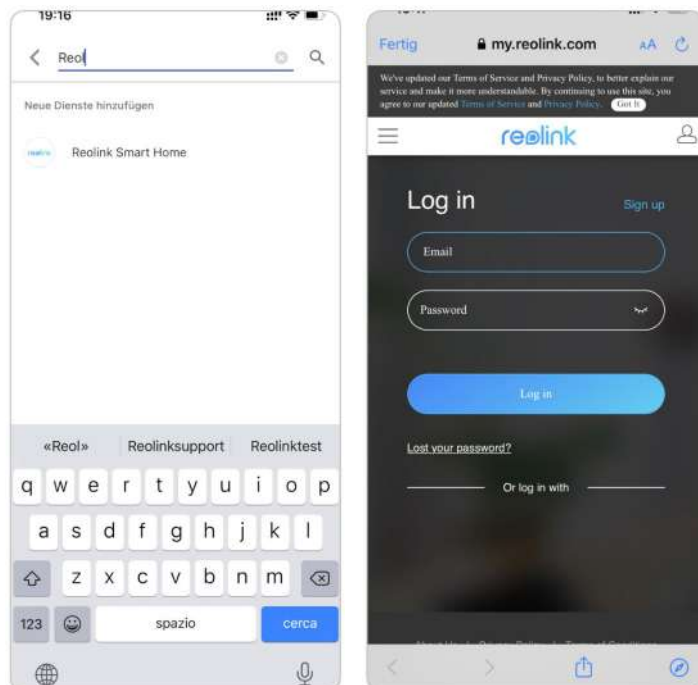 19:16
Reol
Neue Dienste hinzufügen
reolink
Reolink Smart Home
«Reol»
Reolinksupport
Reolinktest
q w e r t y u i o p
a s d f g h j k l
z x c v b n m
123
spazio
cerca
Fertig
my.reolink.com
AA
We've updated our Terms of Service and Privacy Policy, to better explain our
service and make it more understandable. By continuing to use this site, you
agree to our updated Terms of Service and Privacy Policy. Got It
reolink
Log in
Sign up
Email
Password
Log in
Lost your password?
Or log in with